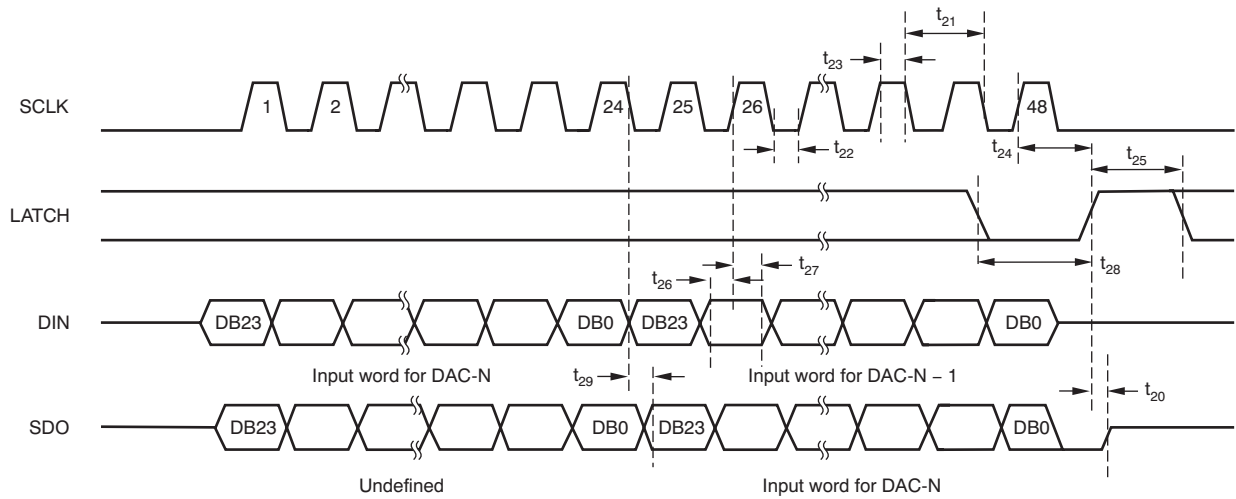 t21
t23
SCLK
1 2 24 25 26 48
t22
t24
t25
LATCH
t27
t28
t26
DIN
DB23 DB0 DB23 DB0
Input word for DAC-N Input word for DAC-N – 1
t29
t20
SDO
DB23 DB0 DB23 DB0
Undefined Input word for DAC-N